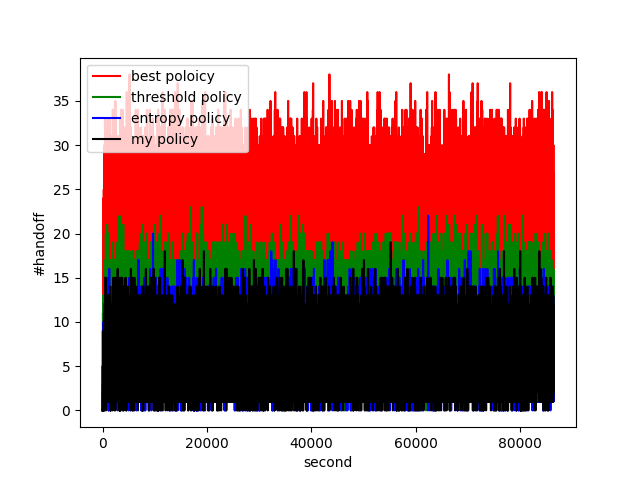 best poloicy
threshold policy
entropy policy
my policy
35
30
25
20
15
10
5
0
#handoff
0 20000 40000 60000 80000
second